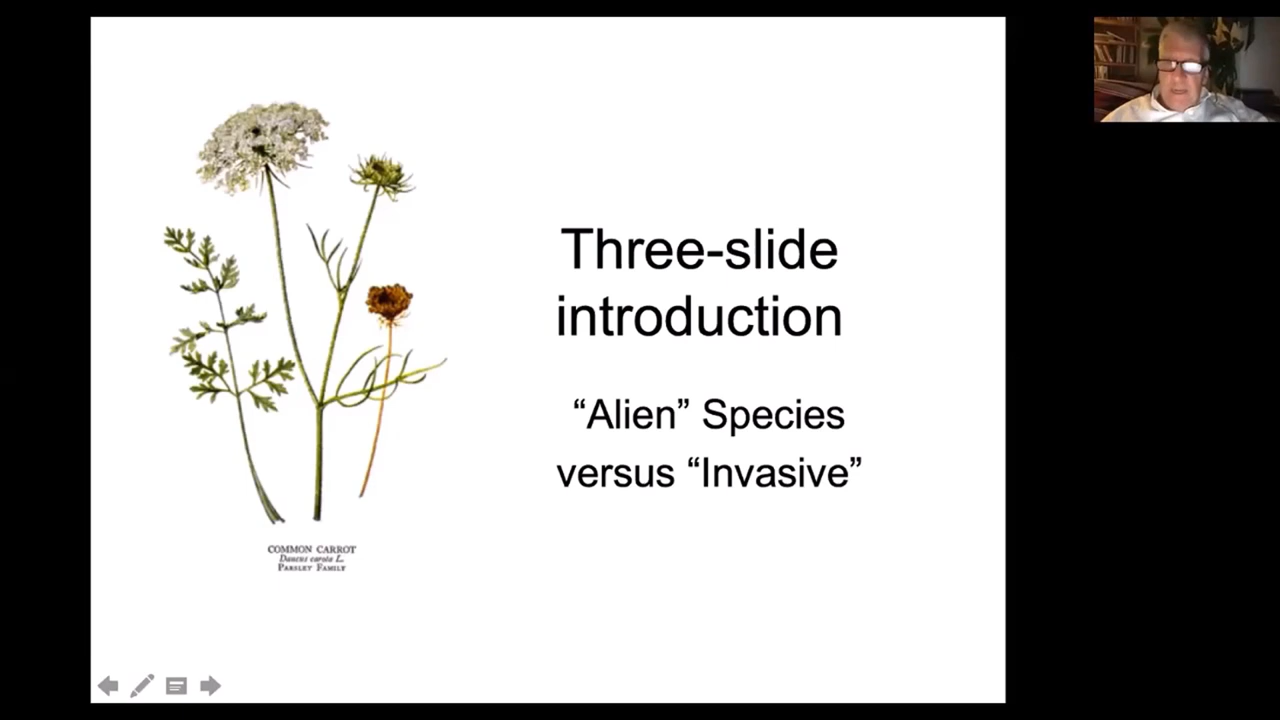 Three-slide
introduction
“Alien” Species
versus “Invasive”
COMMON CARROT
Daucus carota L.
PARSLEY FAMILY